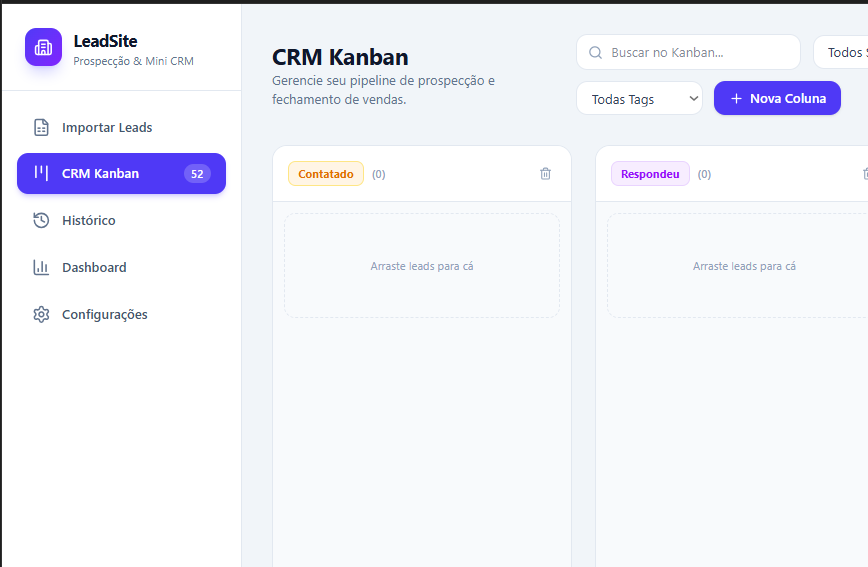 LeadSite
Prospecção & Mini CRM
Importar Leads
CRM Kanban 52
Histórico
Dashboard
Configurações
CRM Kanban
Gerencie seu pipeline de prospecção e
fechamento de vendas.
Buscar no Kanban...
Todos
Todas Tags
Nova Coluna
Contatado (0)
Arraste leads para cá
Respondeu (0)
Arraste leads para cá